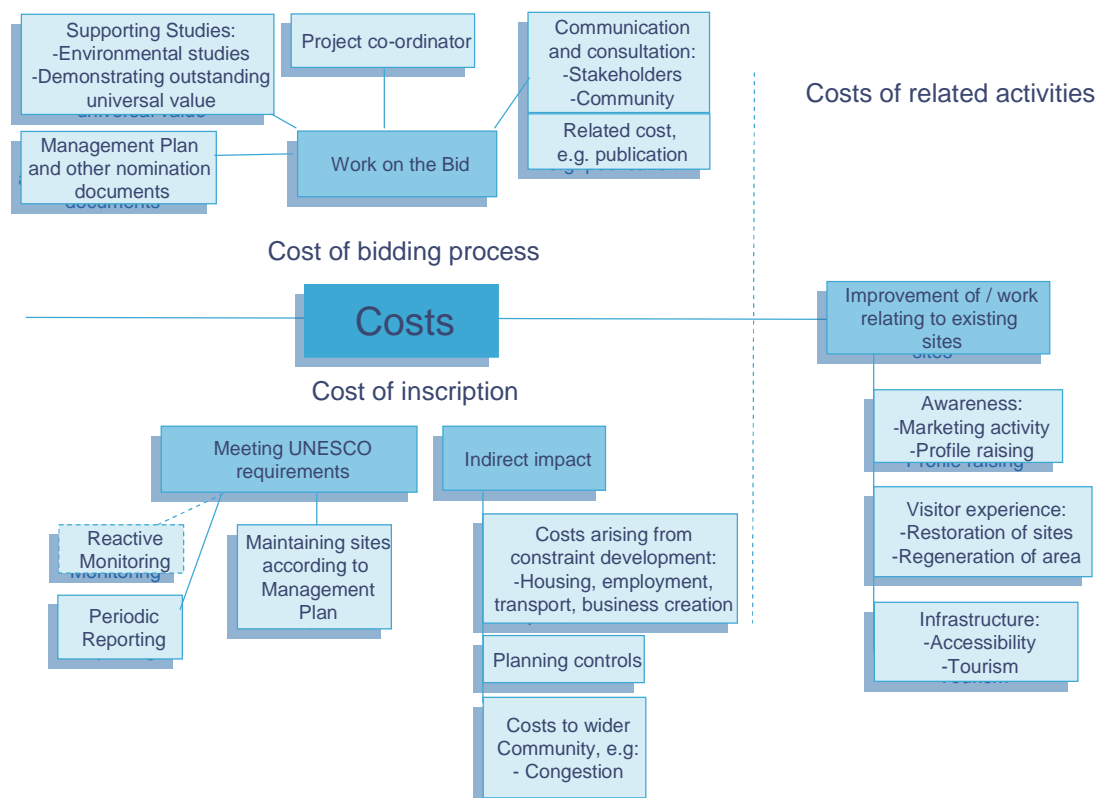 Supporting Studies:
-Environmental studies
-Demonstrating outstanding
universal value
Project co-ordinator
Communication
and consultation:
-Stakeholders
-Community
Related cost,
e.g. publication
Management Plan
and other nomination
documents
Work on the Bid
Costs of related activities
Cost of bidding process
Costs
Improvement of / work
relating to existing
sites
Cost of inscription
Meeting UNESCO
requirements
Indirect impact
Reactive
Monitoring
Periodic
Reporting
Maintaining sites
according to
Management
Plan
Costs arising from
constraint development:
-Housing, employment,
transport, business creation
Planning controls
Costs to wider
Community, e.g:
- Congestion
Awareness:
-Marketing activity
-Profile raising
Visitor experience:
-Restoration of sites
-Regeneration of area
Infrastructure:
-Accessibility
-Tourism